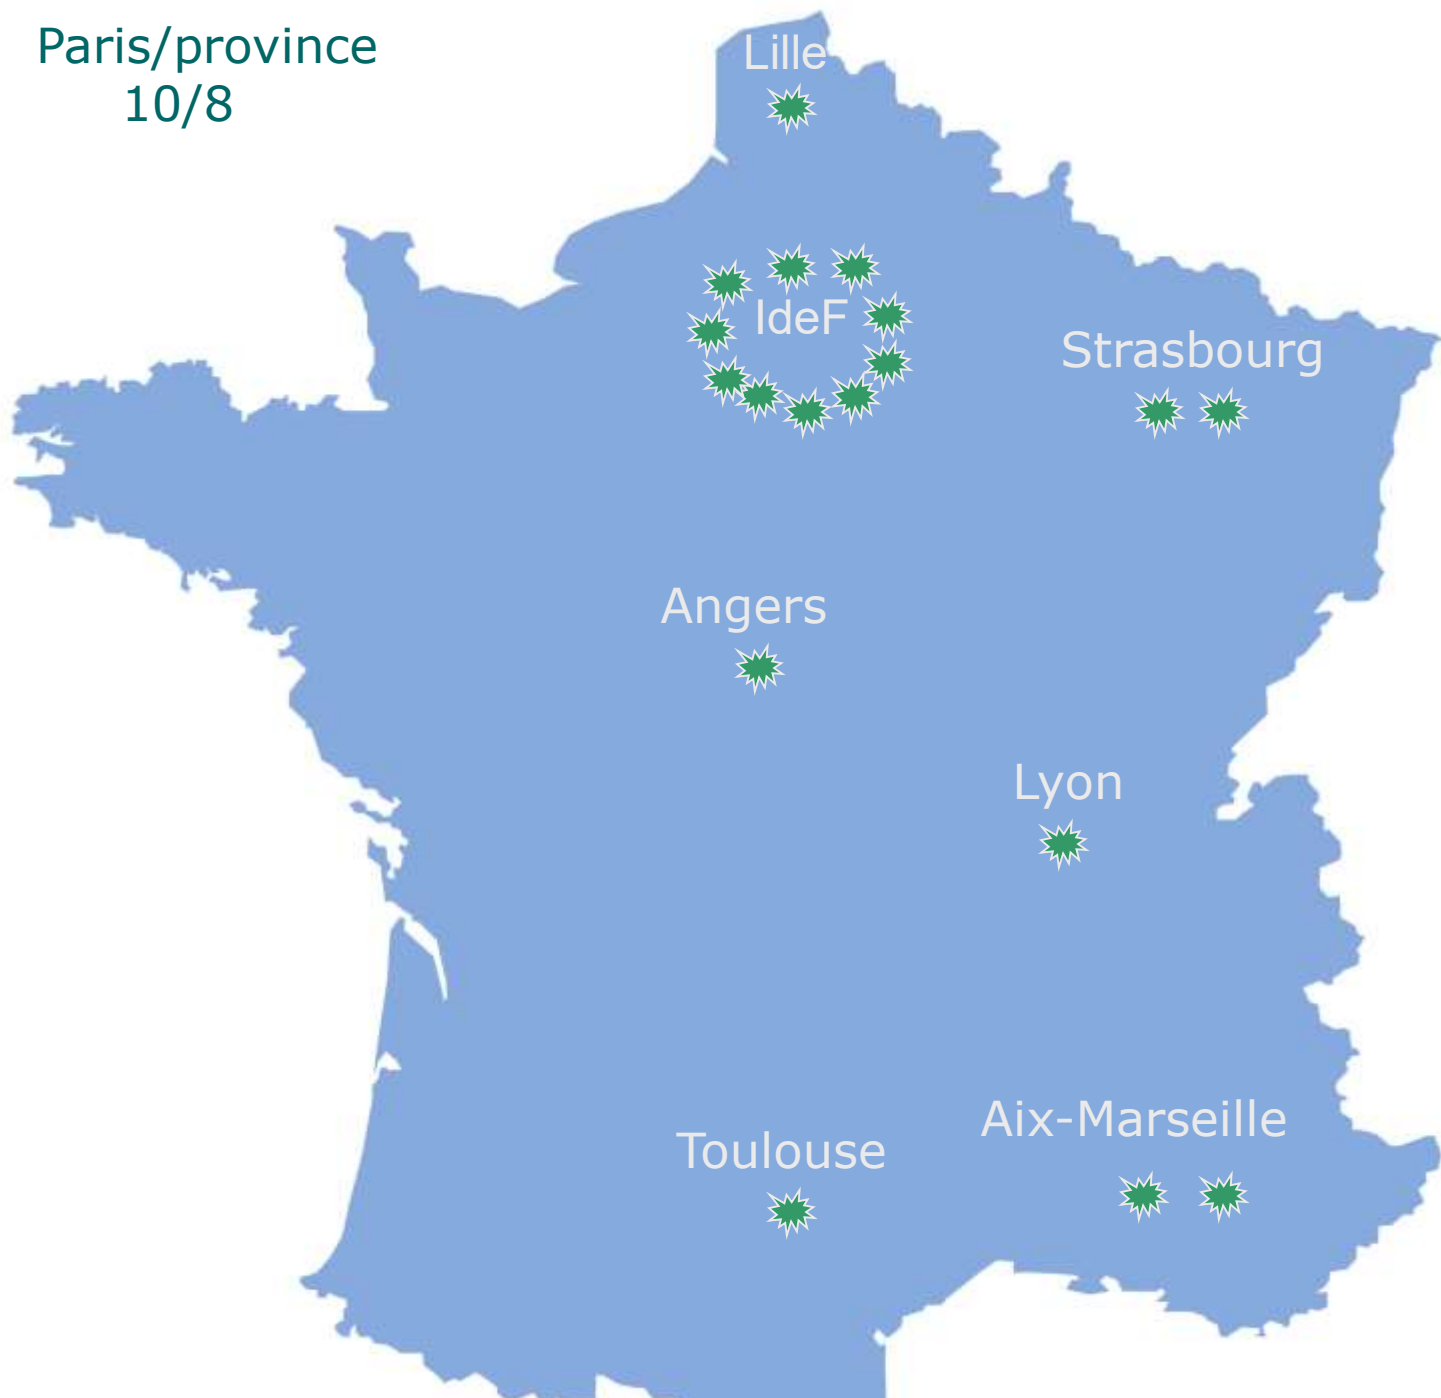 Paris/province
10/8
Lille
IdeF
Strasbourg
Angers
Lyon
Aix-Marseille
Toulouse